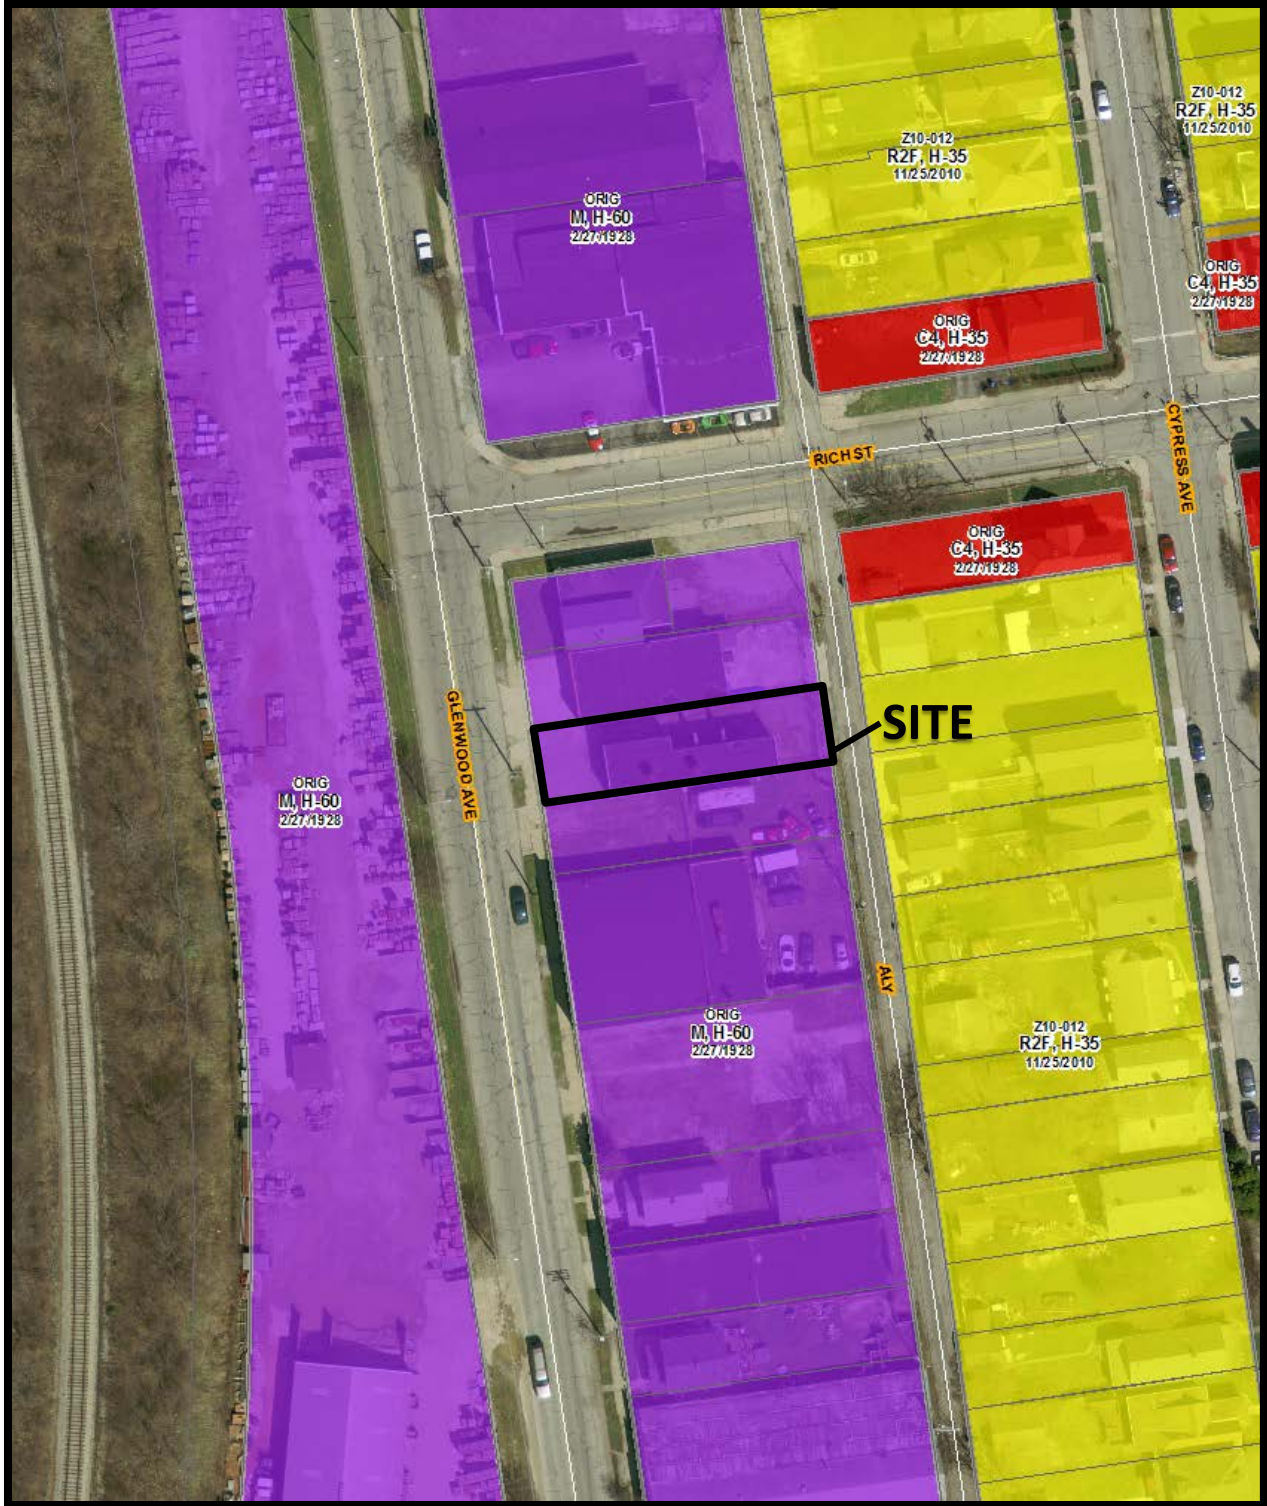 Z10-012
R2F, H-35
11/25/2010
Z10-012
R2F, H-35
11/25/2010
ORIG
M, H-60
2/27/1928
ORIG
C4, H-35
2/27/1928
ORIG
C4, H-35
2/27/1928
CYPRESS AVE
RICH ST
ORIG
C4, H-35
2/27/1928
GLENWOOD AVE
SITE
ORIG
M, H-60
2/27/1928
ALY
ORIG
M, H-60
2/27/1928
Z10-012
R2F, H-35
11/25/2010